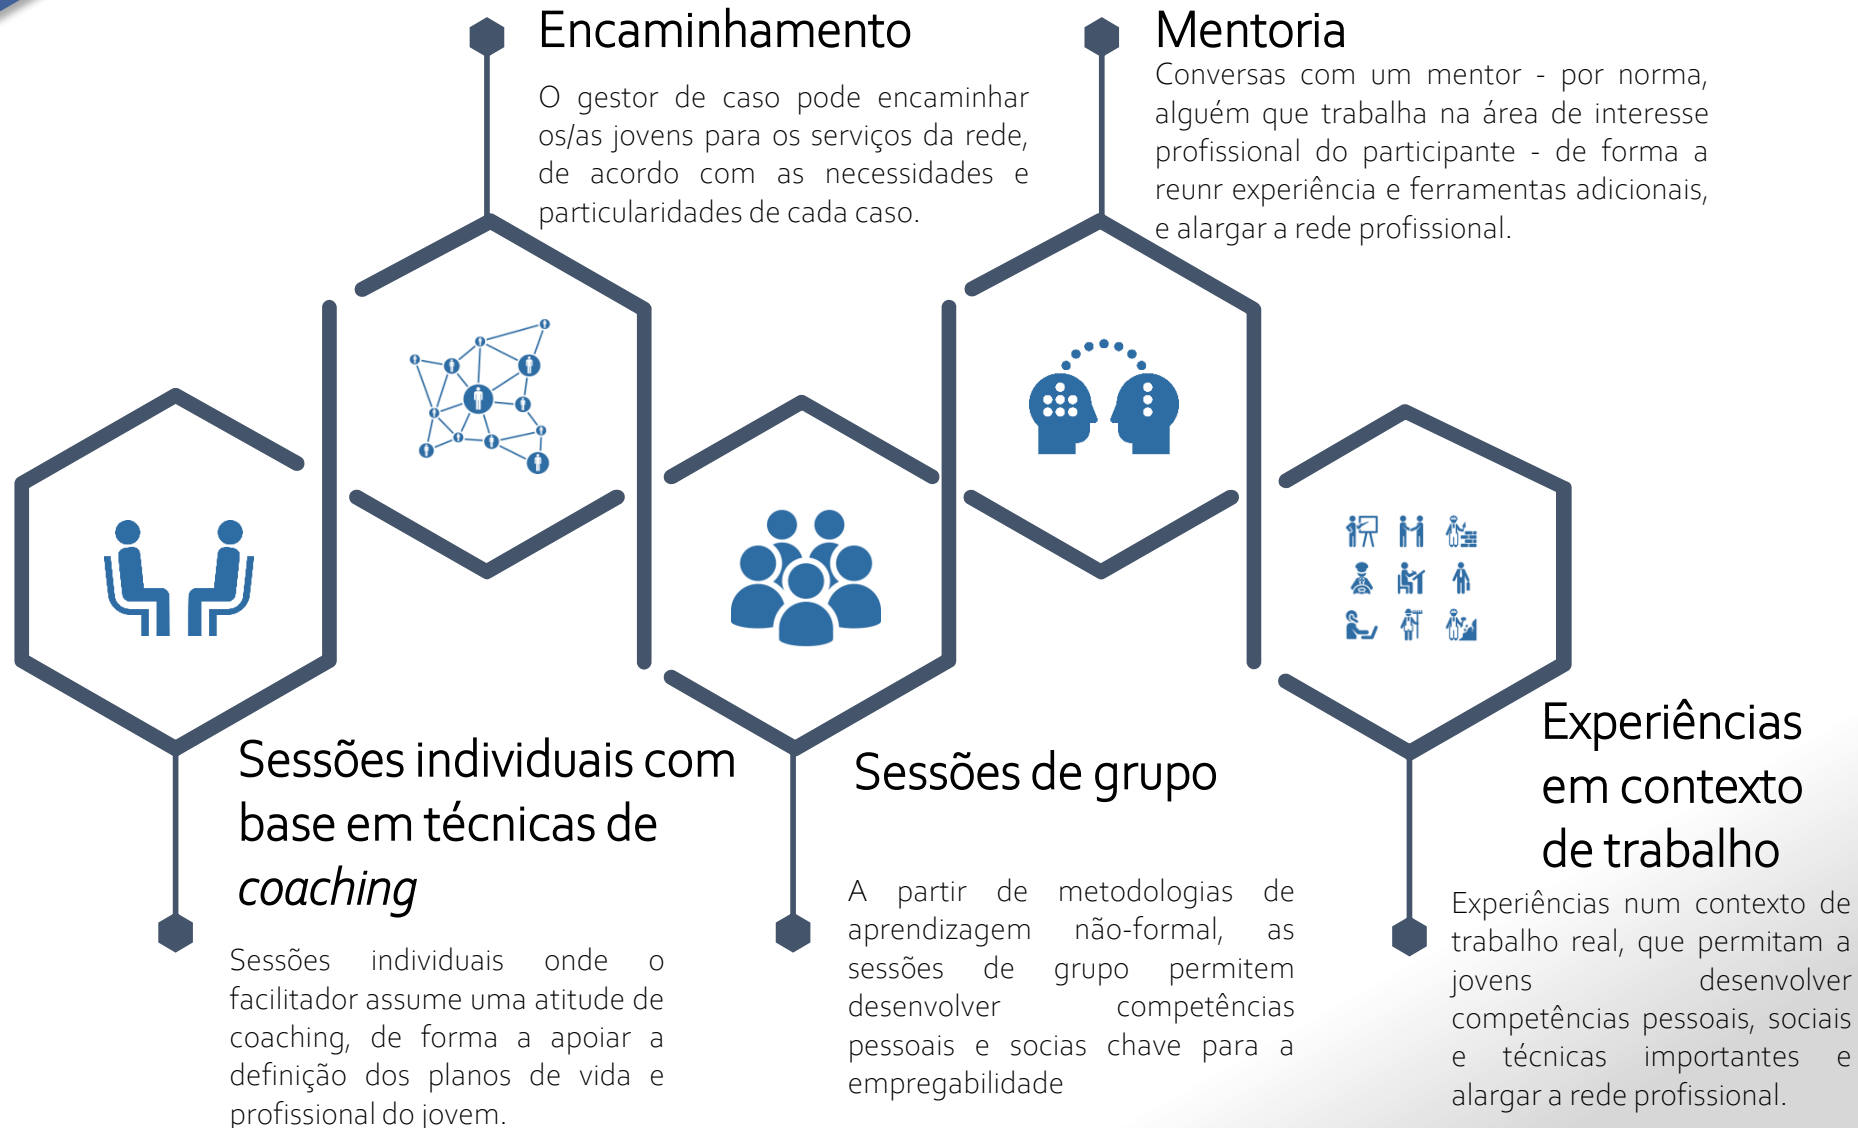 Encaminhamento
O gestor de caso pode encaminhar
os/as jovens para os serviços da rede,
de acordo com as necessidades e
particularidades de cada caso.
Mentoria
Conversas com um mentor - por norma,
alguém que trabalha na área de interesse
profissional do participante - de forma a
reunr experiência e ferramentas adicionais,
e alargar a rede profissional.
Sessões individuais com
base em técnicas de
coaching
Sessões individuais onde o
facilitador assume uma atitude de
coaching, de forma a apoiar a
definição dos planos de vida e
profissional do jovem.
Sessões de grupo
A partir de metodologias de
aprendizagem não-formal, as
sessões de grupo permitem
desenvolver competências
pessoais e socias chave para a
empregabilidade
Experiências
em contexto
de trabalho
Experiências num contexto de
trabalho real, que permitam a
jovens desenvolver
competências pessoais, sociais
e técnicas importantes e
alargar a rede profissional.